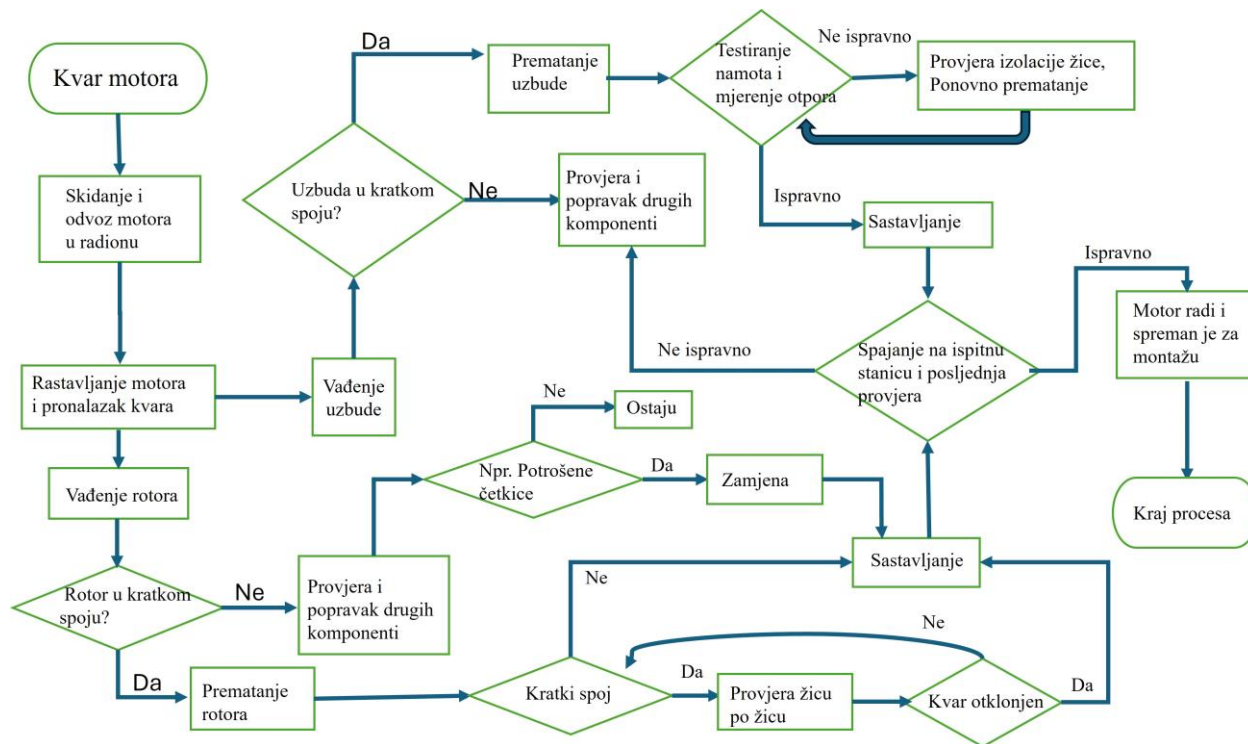 Kvar motora
Skidanje i
odvoz motora
u radionu
Rastavljanje motora
i pronalazak kvara
Vađenje
uzbude
Uzbuda u kratkom
spoju?
Da
Ne
Prematanje
uzbude
Testiranje
namota i
mjerenje otpora
Ne ispravno
Provjera izolacije žice,
Ponovno prematanje
Ispravno
Sastavljanje
Provjera i
popravak drugih
komponenti
Ne ispravno
Spajanje na ispitnu
stanicu i posljednja
provjera
Ispravno
Motor radi i
spreman je za
montažu
Kraj procesa
Vađenje rotora
Rotor u kratkom
spoju?
Ne
Provjera i
popravak drugih
komponenti
Npr. Potrošene
četkice
Ne
Ostaju
Da
Zamjena
Sastavljanje
Da
Prematanje
rotora
Kratki spoj
Ne
Da
Provjera žicu
po žicu
Kvar otklonjen
Ne
Da